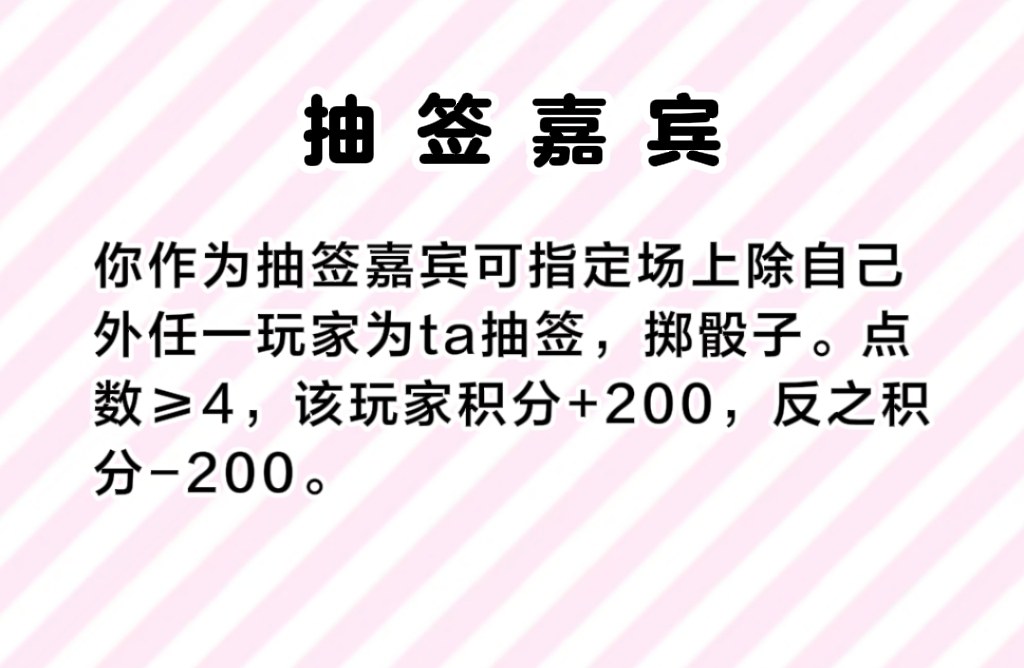 抽签嘉宾
你作为抽签嘉宾可指定场上除自己
外任一玩家为ta抽签，掷骰子。点
数≥4，该玩家积分+200，反之积
分-200。